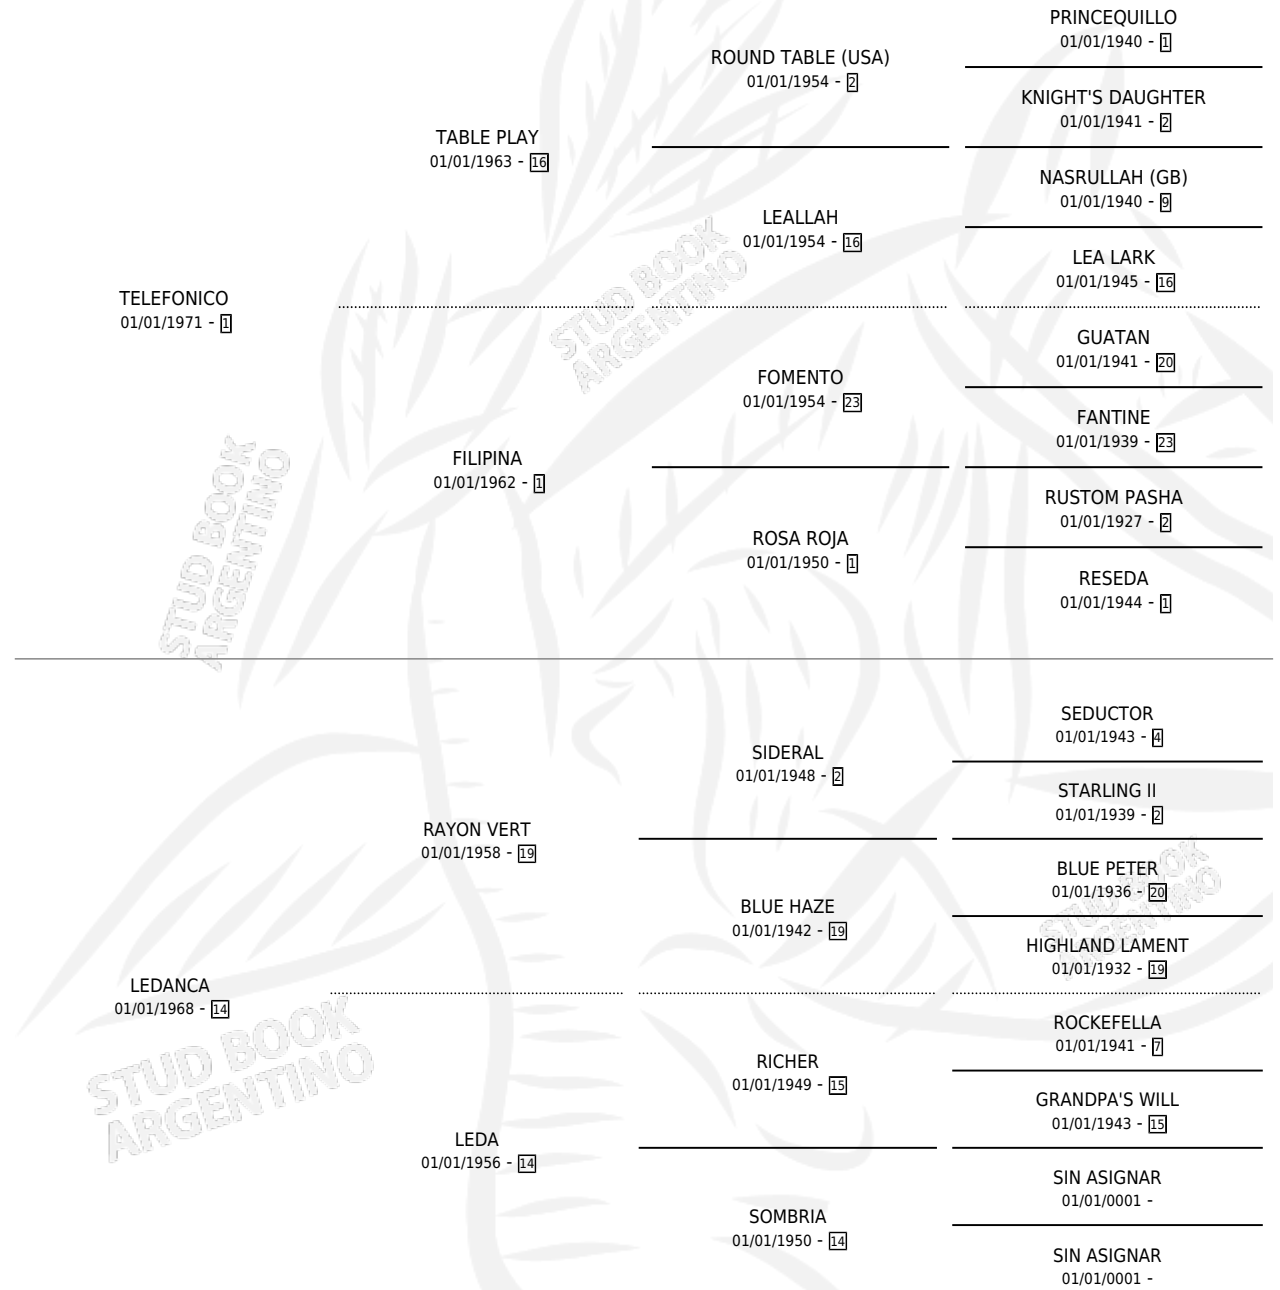 PRINCEQUILLO
01/01/1940 - 1
ROUND TABLE (USA)
01/01/1954 - 2
KNIGHT'S DAUGHTER
01/01/1941 - 2
TABLE PLAY
01/01/1963 - 16
NASRULLAH (GB)
01/01/1940 - 9
LEALLAH
01/01/1954 - 16
LEA LARK
01/01/1945 - 16
TELEFONICO
01/01/1971 - 1
STUD BOOK
ARGENTINO
GUATAN
01/01/1941 - 20
FOMENTO
01/01/1954 - 23
FANTINE
01/01/1939 - 23
FILIPINA
01/01/1962 - 1
RUSTOM PASHA
01/01/1927 - 2
ROSA ROJA
01/01/1950 - 1
RESEDA
01/01/1944 - 1
STUD BOOK
ARGENTINO
SEDUCTOR
01/01/1943 - 4
SIDERAL
01/01/1948 - 2
STARLING II
01/01/1939 - 2
RAYON VERT
01/01/1958 - 19
BLUE PETER
01/01/1936 - 20
BLUE HAZE
01/01/1942 - 19
HIGHLAND LAMENT
01/01/1932 - 19
STUD BOOK
ARGENTINO
LEDANCA
01/01/1968 - 14
STUD BOOK
ARGENTINO
ROCKEFELLA
01/01/1941 - 7
RICHER
01/01/1949 - 15
GRANDPA'S WILL
01/01/1943 - 15
LEDA
01/01/1956 - 14
SIN ASIGNAR
01/01/0001 -
SOMBRIA
01/01/1950 - 14
SIN ASIGNAR
01/01/0001 -